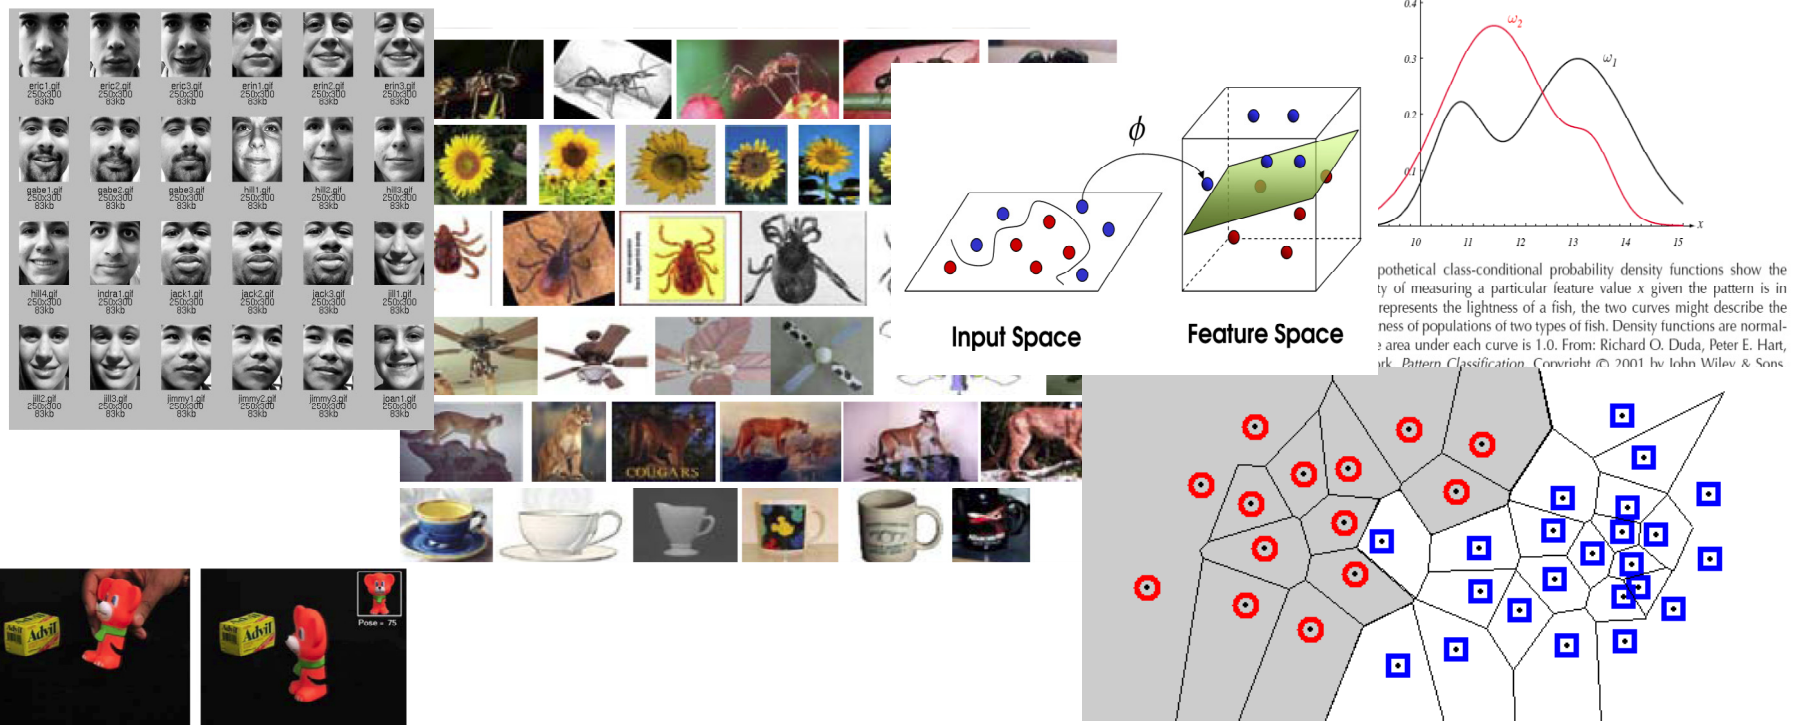 eric1.gif
250x300
83kb
eric2.gif
250x300
83kb
eric3.gif
250x300
83kb
erin1.gif
250x300
83kb
erin2.gif
250x300
83kb
erin3.gif
250x300
83kb
gabe1.gif
250x300
83kb
gabe2.gif
250x300
83kb
gabe3.gif
250x300
83kb
hill1.gif
250x300
83kb
hill2.gif
250x300
83kb
hill3.gif
250x300
83kb
hill4.gif
250x300
83kb
indra1.gif
250x300
83kb
jack1.gif
250x300
83kb
jack2.gif
250x300
83kb
jack3.gif
250x300
83kb
jill1.gif
250x300
83kb
jill2.gif
250x300
83kb
jill3.gif
250x300
83kb
jimmy1.gif
250x300
83kb
jimmy2.gif
250x300
83kb
jimmy3.gif
250x300
83kb
joan1.gif
250x300
83kb
COUGARS
Advil
Advil
Pose = 75
ϕ
Input Space
Feature Space
0.4
0.3
0.2
0.1
ω2
ω1
x
10 11 12 13 14 15
pothetical class-conditional probability density functions show the
ty of measuring a particular feature value x given the pattern is in
represents the lightness of a fish, the two curves might describe the
ness of populations of two types of fish. Density functions are normal-
e area under each curve is 1.0. From: Richard O. Duda, Peter E. Hart,
rk, Pattern Classification. Copyright © 2001 by John Wiley & Sons,